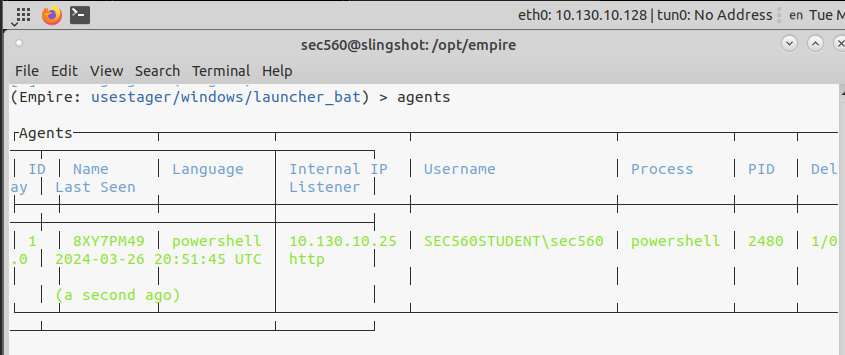 eth0: 10.130.10.128 | tun0: No Address en Tue M
sec560@slingshot: /opt/empire
File Edit View Search Terminal Help
(Empire: usestager/windows/launcher_bat) > agents
Agents
ID Name Language Internal IP Username Process PID Del
ay Last Seen Listener
1 8XY7PM49 powershell 10.130.10.25 SEC560STUDENT\sec560 powershell 2480 1/0
.0 2024-03-26 20:51:45 UTC http
(a second ago)